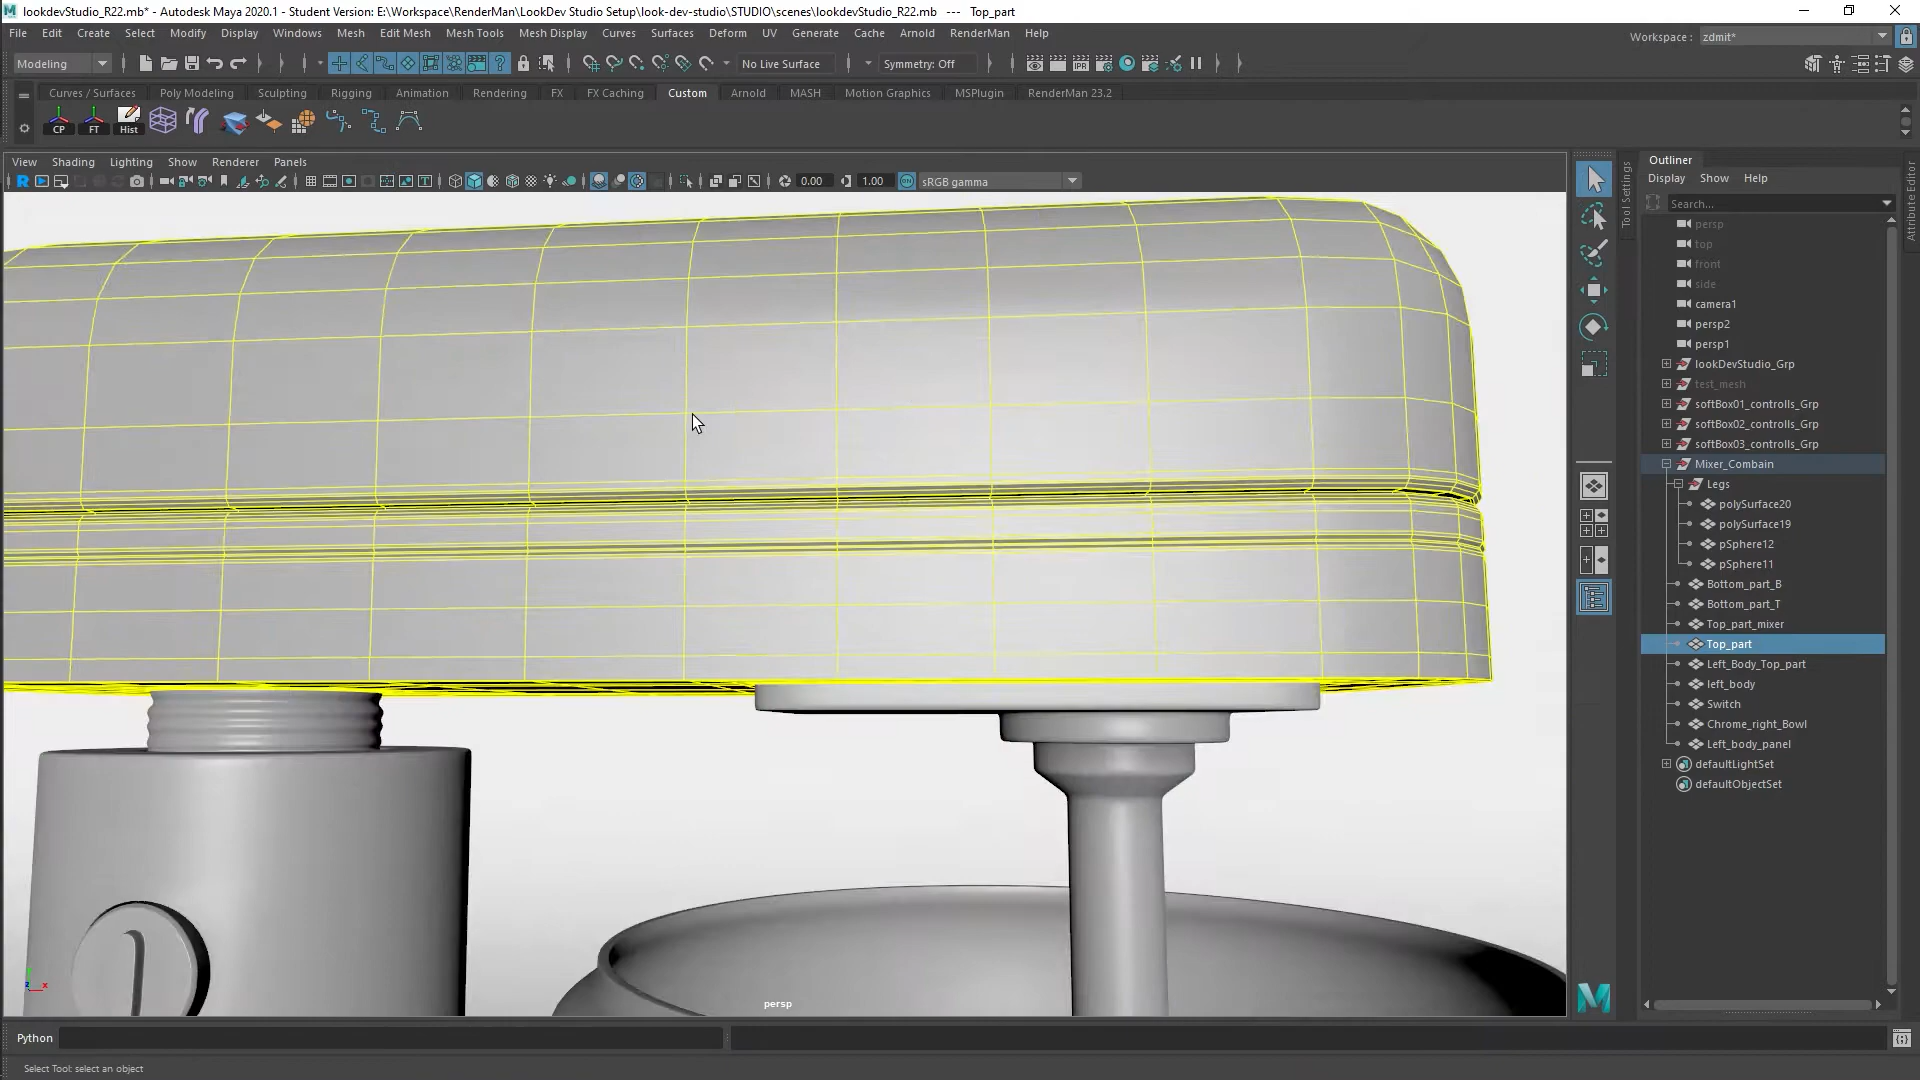 lookdevStudio_R22.mb* - Autodesk Maya 2020.1 - Student Version: E:\Workspace\RenderMan\LookDev Studio Setup\look-dev-studio\STUDIO\scenes\lookdevStudio_R22.mb --- Top_part
File Edit Create Select Modify Display Windows Mesh Edit Mesh Mesh Tools Mesh Display Curves Surfaces Deform UV Generate Cache Arnold RenderMan Help
Workspace : zdmit*
Modeling
No Live Surface
Symmetry: Off
Curves / Surfaces Poly Modeling Sculpting Rigging Animation Rendering FX FX Caching Custom Arnold MASH Motion Graphics MSPlugin RenderMan 23.2
CP FT Hist
View Shading Lighting Show Renderer Panels
0.00 1.00 sRGB gamma
persp
Tool Settings
Outliner
Display Show Help
Search...
persp
top
front
side
camera1
persp2
persp1
lookDevStudio_Grp
test_mesh
softBox01_controlls_Grp
softBox02_controlls_Grp
softBox03_controlls_Grp
Mixer_Combain
Legs
polySurface20
polySurface19
pSphere12
pSphere11
Bottom_part_B
Bottom_part_T
Top_part_mixer
Top_part
Left_Body_Top_part
left_body
Switch
Chrome_right_Bowl
Left_body_panel
defaultLightSet
defaultObjectSet
Attribute Editor
Python
Select Tool: select an object